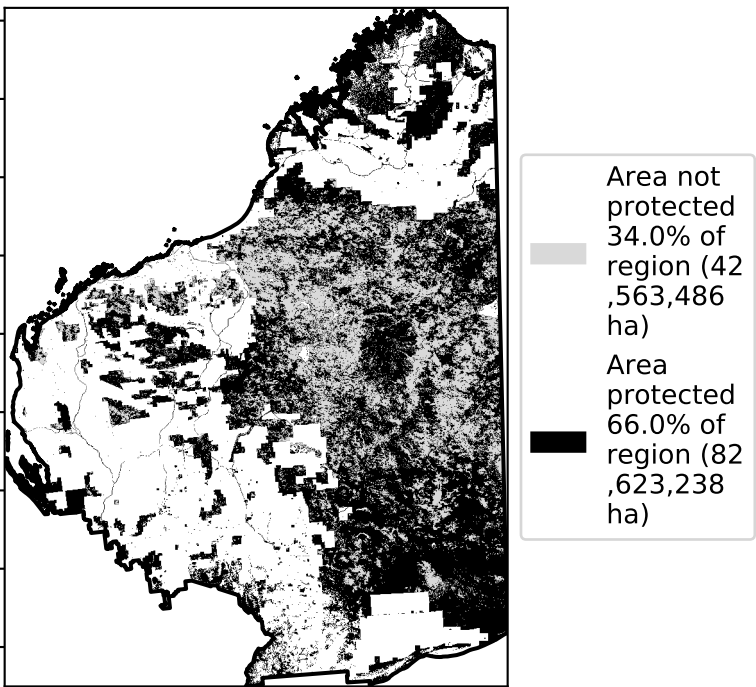 Area not
protected
34.0% of
region (42
,563,486
ha)
Area
protected
66.0% of
region (82
,623,238
ha)